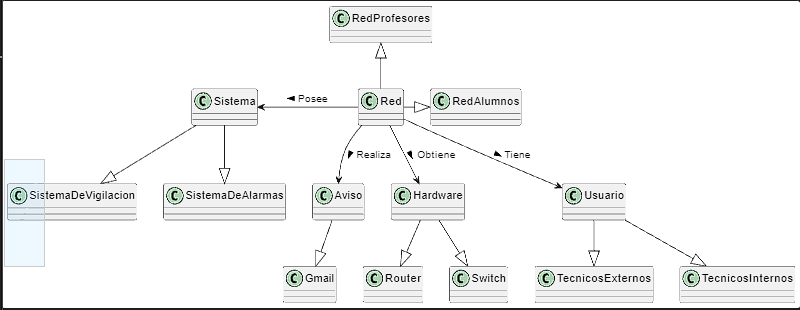 C RedProfesores
C Sistema
◄ Posee
C Red
C RedAlumnos
Realiza
Obtiene
Tiene
C SistemaDeVigilacion
C SistemaDeAlarmas
C Aviso
C Hardware
C Usuario
C Gmail
C Router
C Switch
C TecnicosExternos
C TecnicosInternos